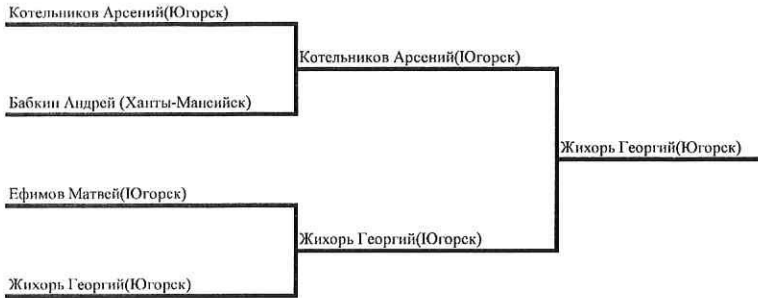 Котельников Арсений(Югорск)
Котельников Арсений(Югорск)
Бабкин Андрей (Ханты-Мансийск)
Жихорь Георгий(Югорск)
Ефимов Матвей(Югорск)
Жихорь Георгий(Югорск)
Жихорь Георгий(Югорск)